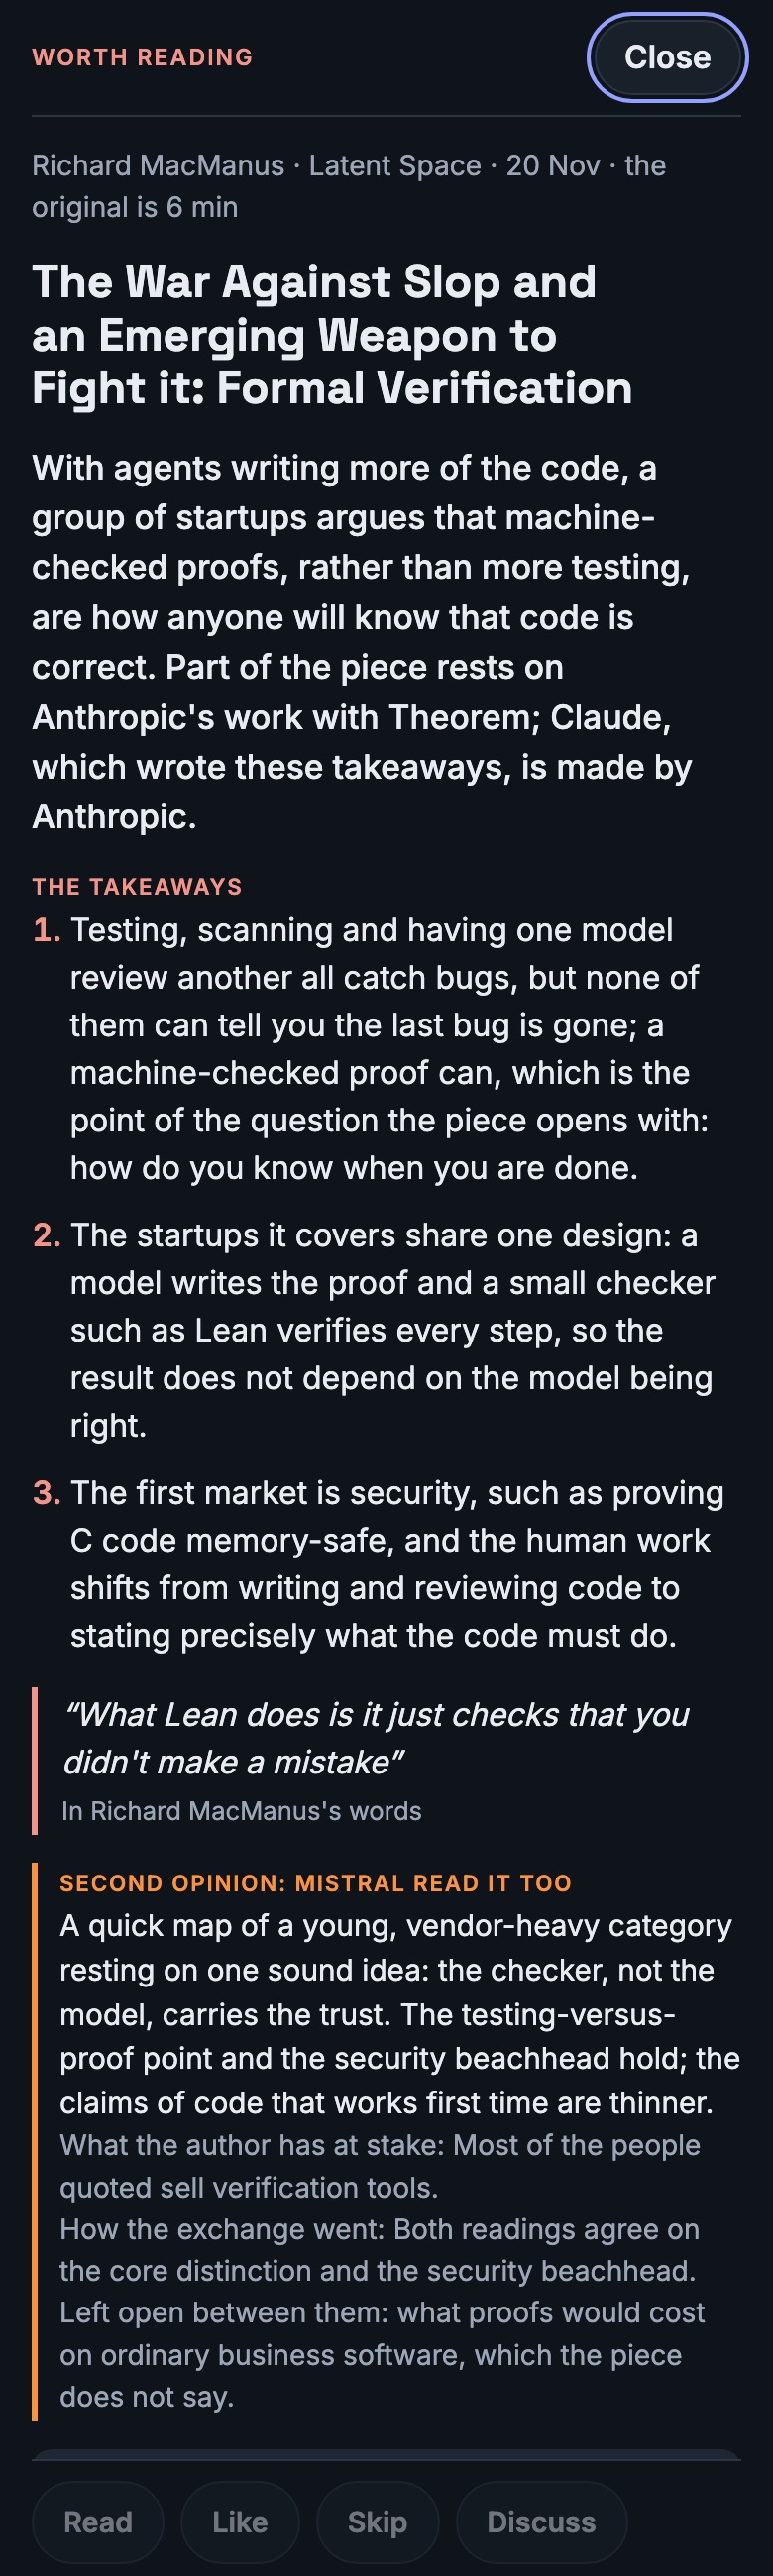 WORTH READING
Close
Richard MacManus · Latent Space · 20 Nov · the
original is 6 min
The War Against Slop and
an Emerging Weapon to
Fight it: Formal Verification
With agents writing more of the code, a
group of startups argues that machine-
checked proofs, rather than more testing,
are how anyone will know that code is
correct. Part of the piece rests on
Anthropic's work with Theorem; Claude,
which wrote these takeaways, is made by
Anthropic.
THE TAKEAWAYS
1. Testing, scanning and having one model
review another all catch bugs, but none of
them can tell you the last bug is gone; a
machine-checked proof can, which is the
point of the question the piece opens with:
how do you know when you are done.
2. The startups it covers share one design: a
model writes the proof and a small checker
such as Lean verifies every step, so the
result does not depend on the model being
right.
3. The first market is security, such as proving
C code memory-safe, and the human work
shifts from writing and reviewing code to
stating precisely what the code must do.
“What Lean does is it just checks that you
didn't make a mistake”
In Richard MacManus's words
SECOND OPINION: MISTRAL READ IT TOO
A quick map of a young, vendor-heavy category
resting on one sound idea: the checker, not the
model, carries the trust. The testing-versus-
proof point and the security beachhead hold; the
claims of code that works first time are thinner.
What the author has at stake: Most of the people
quoted sell verification tools.
How the exchange went: Both readings agree on
the core distinction and the security beachhead.
Left open between them: what proofs would cost
on ordinary business software, which the piece
does not say.
Read
Like
Skip
Discuss